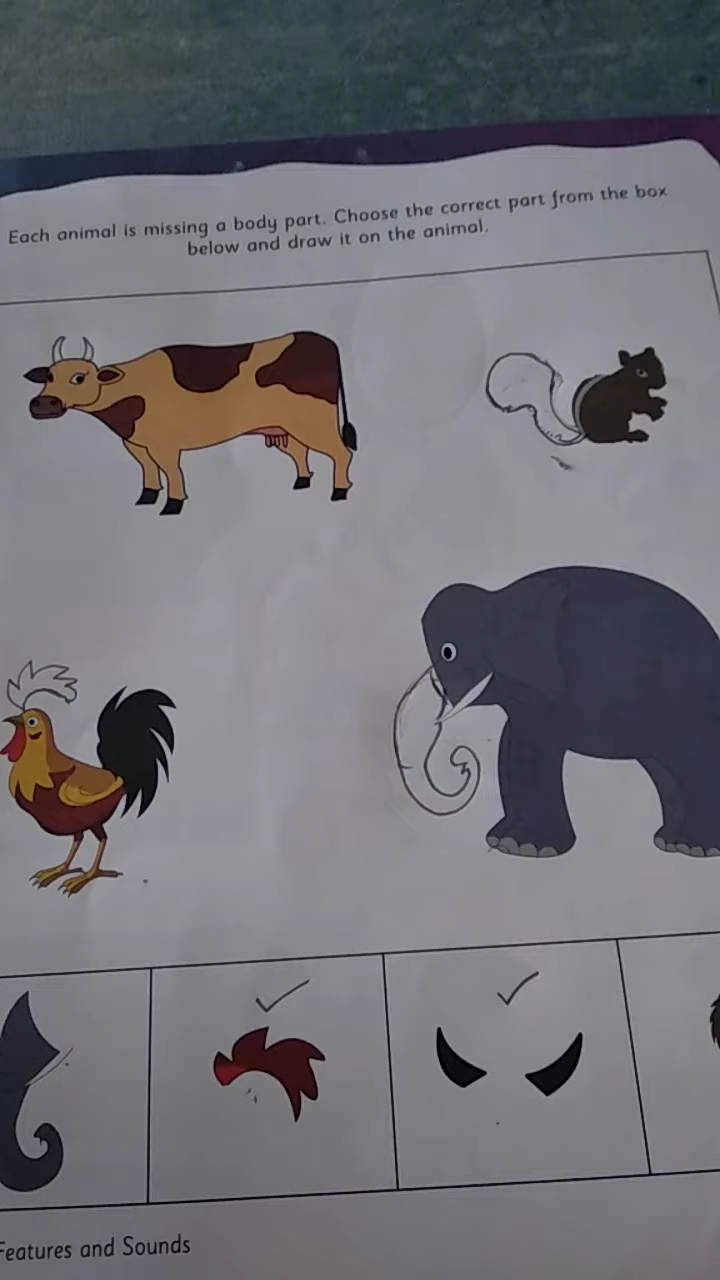 Each animal is missing a body part. Choose the correct part from the box
below and draw it on the animal.
Features and Sounds